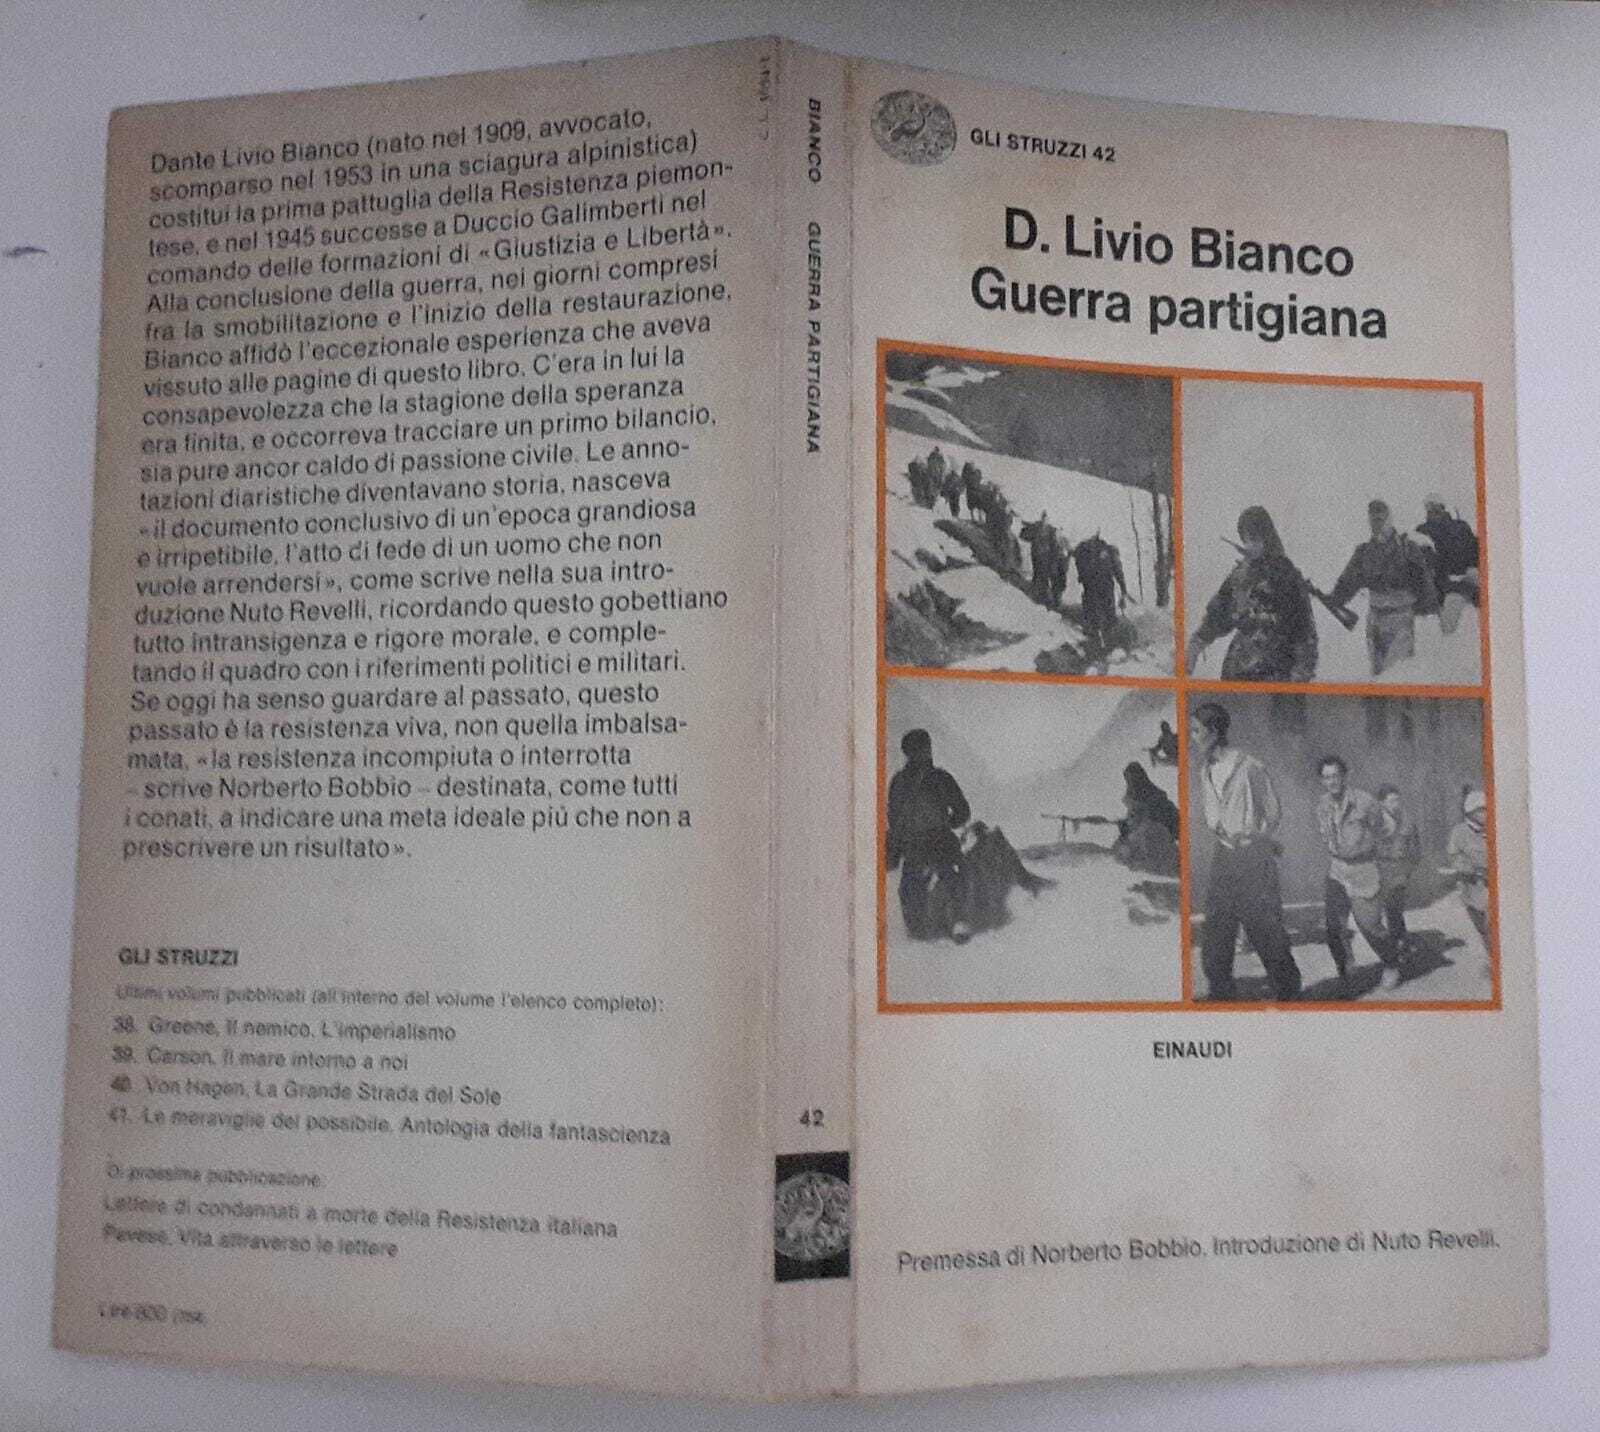 Dante Livio Bianco (nato nel 1909, avvocato,
scomparso nel 1953 in una sciagura alpinistica)
costituì la prima pattuglia della Resistenza piemon-
tese, e nel 1945 successe a Duccio Galimberti nel
comando delle formazioni di «Giustizia e Libertà».
Alla conclusione della guerra, nei giorni compresi
fra la smobilitazione e l'inizio della restaurazione,
Bianco affidò l'eccezionale esperienza che aveva
vissuto alle pagine di questo libro. C'era in lui la
consapevolezza che la stagione della speranza
era finita, e occorreva tracciare un primo bilancio,
sia pure ancor caldo di passione civile. Le anno-
tazioni diaristiche diventavano storia, nasceva
«il documento conclusivo di un'epoca grandiosa
e irripetibile, l'atto di fede di un uomo che non
vuole arrendersi», come scrive nella sua intro-
duzione Nuto Revelli, ricordando questo gobettiano
tutto intransigenza e rigore morale, e comple-
tando il quadro con i riferimenti politici e militari.
Se oggi ha senso guardare al passato, questo
passato è la resistenza viva, non quella imbalsa-
mata, «la resistenza incompiuta o interrotta
– scrive Norberto Bobbio – destinata, come tutti
i conati, a indicare una meta ideale più che non a
prescrivere un risultato».
GLI STRUZZI
Ultimi volumi pubblicati (all'interno del volume l'elenco completo):
38. Greene, Il nemico. L'imperialismo
39. Carson, Il mare intorno a noi
40. Von Hagen, La Grande Strada del Sole
41. Le meraviglie del possibile. Antologia della fantascienza
Di prossima pubblicazione:
Lettere di condannati a morte della Resistenza italiana
Pavese, Vita attraverso le lettere
Lire 800
BIANCO GUERRA PARTIGIANA
42
GLI STRUZZI 42
D. Livio Bianco
Guerra partigiana
EINAUDI
Premessa di Norberto Bobbio. Introduzione di Nuto Revelli.